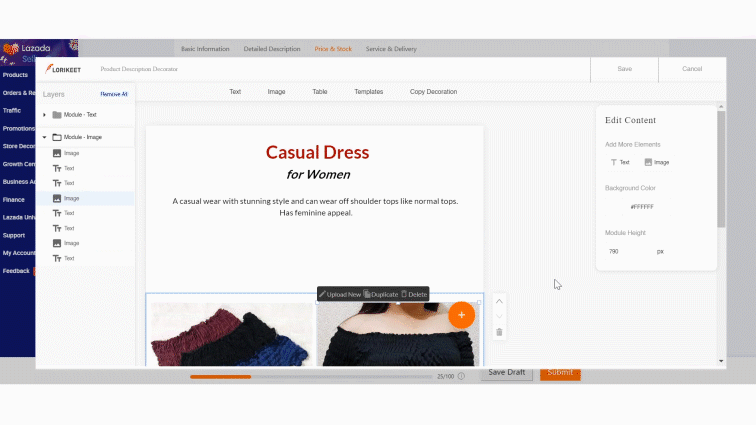 Lazada
Sell
Basic Information Detailed Description Price & Stock Service & Delivery
LORIKEET Product Description Decorator Save Cancel
Products
Orders & Re
Traffic
Promotions
Store Decor
Growth Cen
Business Ad
Finance
Lazada Univ
Support
My Account
Feedback
Layers Remove All
Module - Text
Module - Image
Image
Text
Text
Image
Text
Text
Image
Text
Text Image Table Templates Copy Decoration
Casual Dress
for Women
A casual wear with stunning style and can wear off shoulder tops like normal tops.
Has feminine appeal.
Upload New Duplicate Delete
Edit Content
Add More Elements
Text Image
Background Color
#FFFFFF
Module Height
790 px
25/100
Save Draft Submit